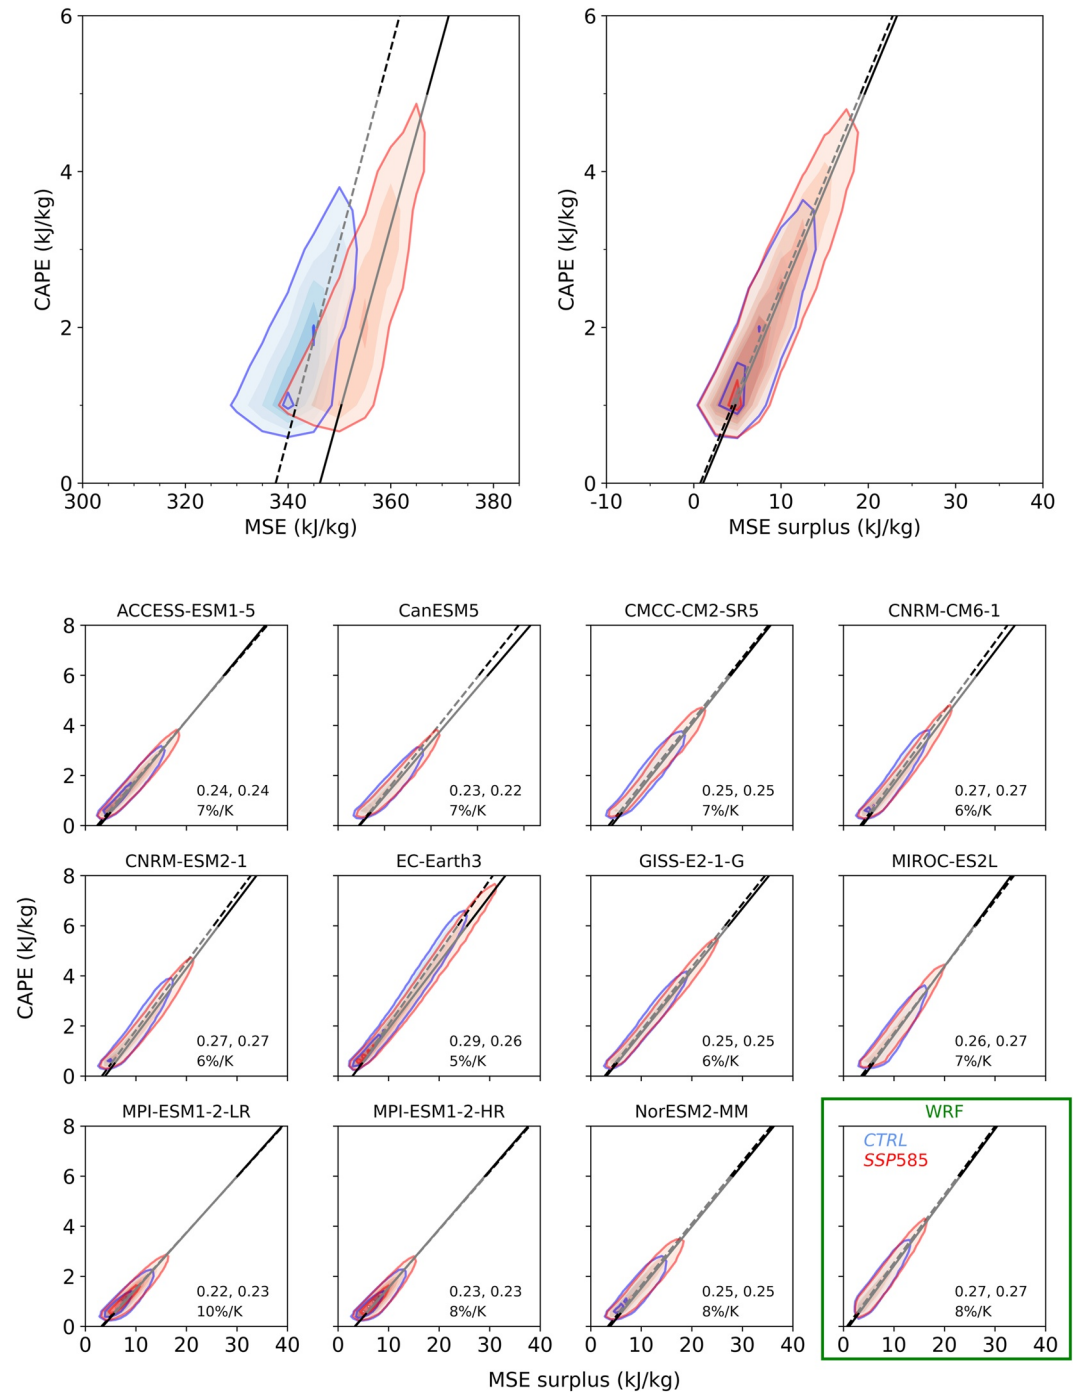 6
4
2
0
CAPE (kJ/kg)
300
320
340
360
380
MSE (kJ/kg)
6
4
2
0
CAPE (kJ/kg)
-10
0
10
20
30
40
MSE surplus (kJ/kg)
ACCESS-ESM1-5
CanESM5
CMCC-CM2-SR5
CNRM-CM6-1
8
6
4
2
0
0.24, 0.24
7%/K
0.23, 0.22
7%/K
0.25, 0.25
7%/K
0.27, 0.27
6%/K
CNRM-ESM2-1
EC-Earth3
GISS-E2-1-G
MIROC-ES2L
8
6
4
2
0
CAPE (kJ/kg)
0.27, 0.27
6%/K
0.29, 0.26
5%/K
0.25, 0.25
6%/K
0.26, 0.27
7%/K
MPI-ESM1-2-LR
MPI-ESM1-2-HR
NorESM2-MM
WRF
8
6
4
2
0
0.22, 0.23
10%/K
0.23, 0.23
8%/K
0.25, 0.25
8%/K
CTRL
SSP585
0.27, 0.27
8%/K
0 10 20 30 40
0 10 20 30 40
0 10 20 30 40
0 10 20 30 40
MSE surplus (kJ/kg)